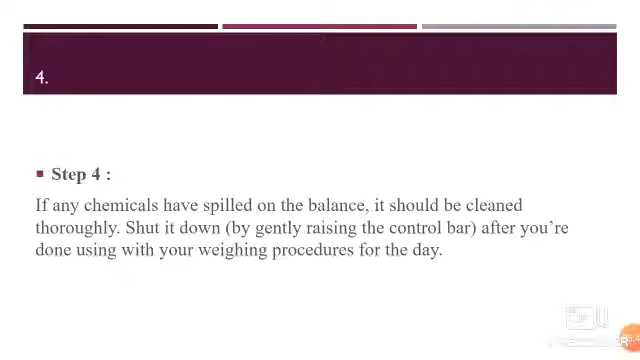 4.
Step 4 :
If any chemicals have spilled on the balance, it should be cleaned
thoroughly. Shut it down (by gently raising the control bar) after you’re
done using with your weighing procedures for the day.